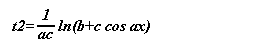 t2=1/ac ln(b+c cos ax)